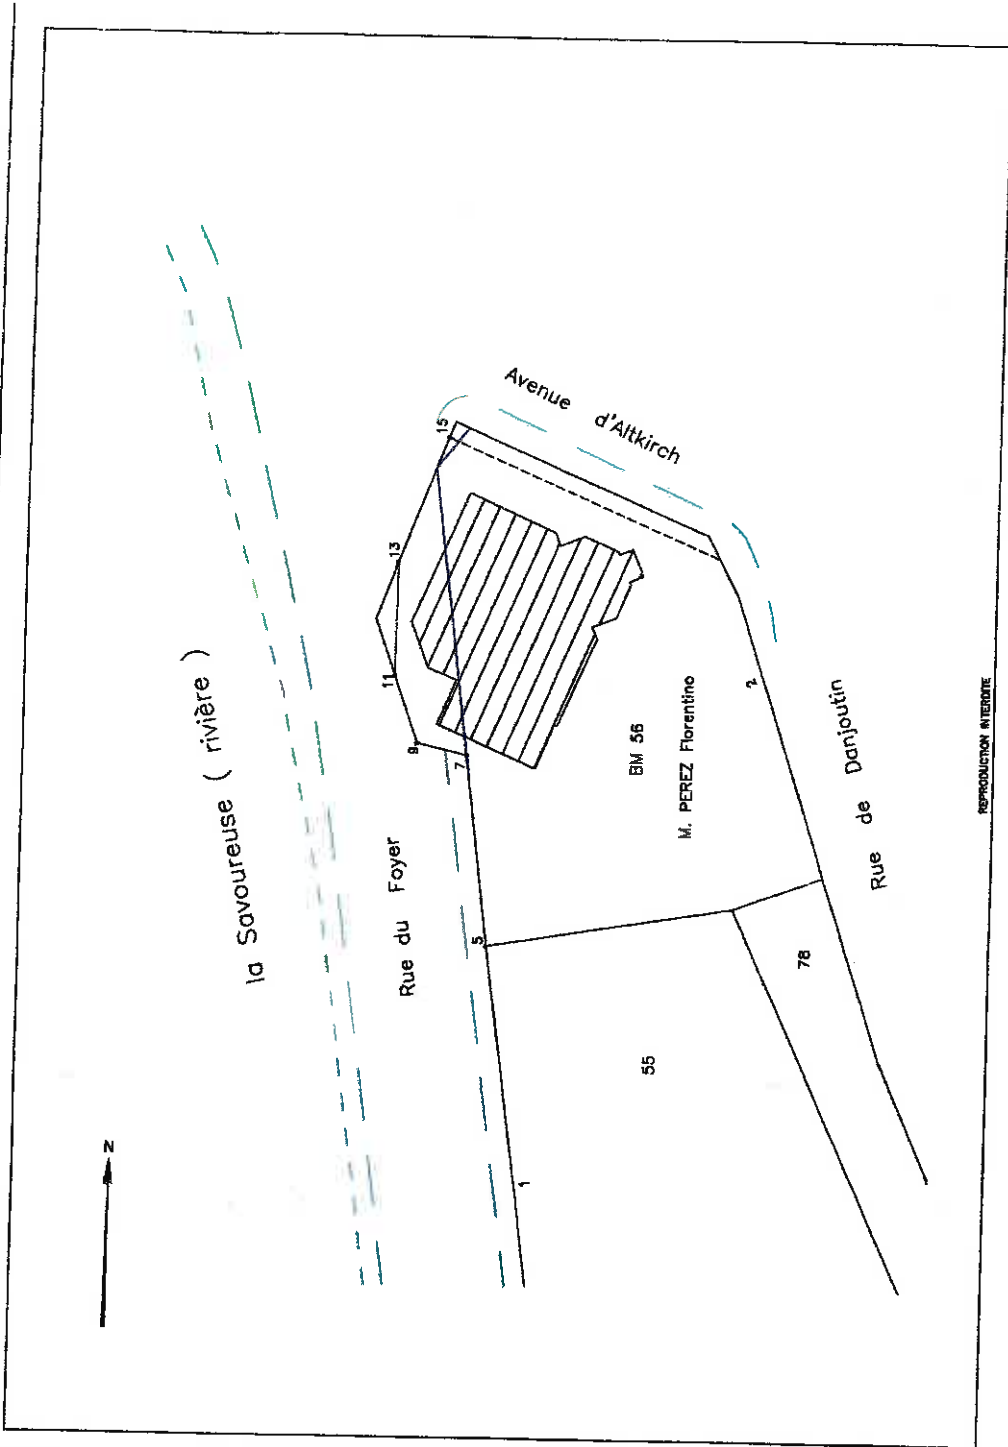 la Savoureuse ( rivière )
Avenue d'Altkirch
15
13
11
9
7
Rue du Foyer
5
1
N
BM 56
M. PEREZ Florentino
2
Rue de Danjoutin
78
55
REPRODUCTION INTERDITE